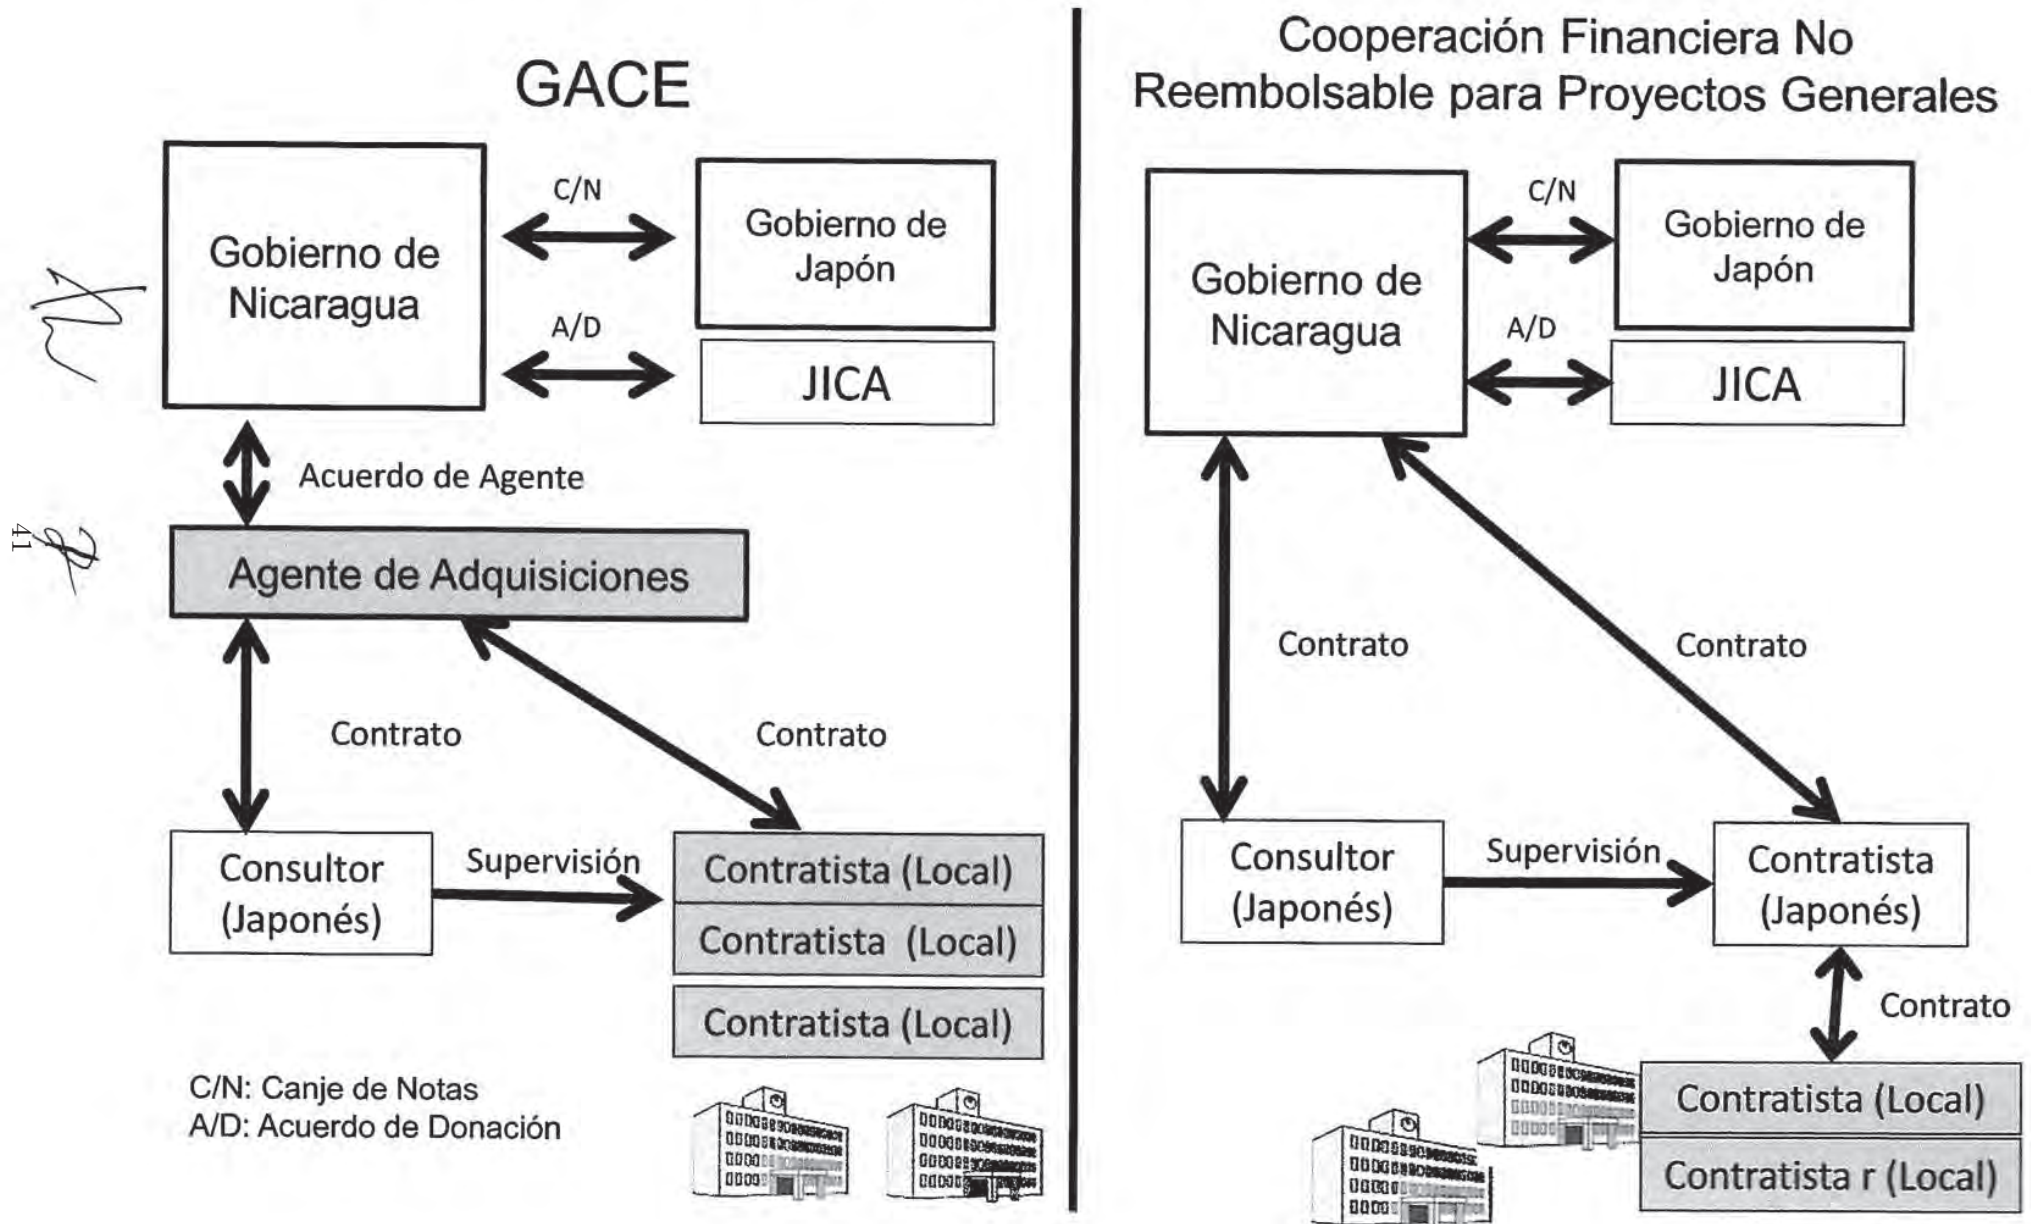 GACE
Gobierno de
Nicaragua
C/N
Gobierno de
Japón
A/D
JICA
Acuerdo de Agente
Agente de Adquisiciones
Contrato
Contrato
Consultor
(Japonés)
Supervisión
Contratista (Local)
Contratista (Local)
Contratista (Local)
C/N: Canje de Notas
A/D: Acuerdo de Donación
41
Cooperación Financiera No
Reembolsable para Proyectos Generales
Gobierno de
Nicaragua
C/N
Gobierno de
Japón
A/D
JICA
Contrato
Contrato
Consultor
(Japonés)
Supervisión
Contratista
(Japonés)
Contrato
Contratista (Local)
Contratista r (Local)